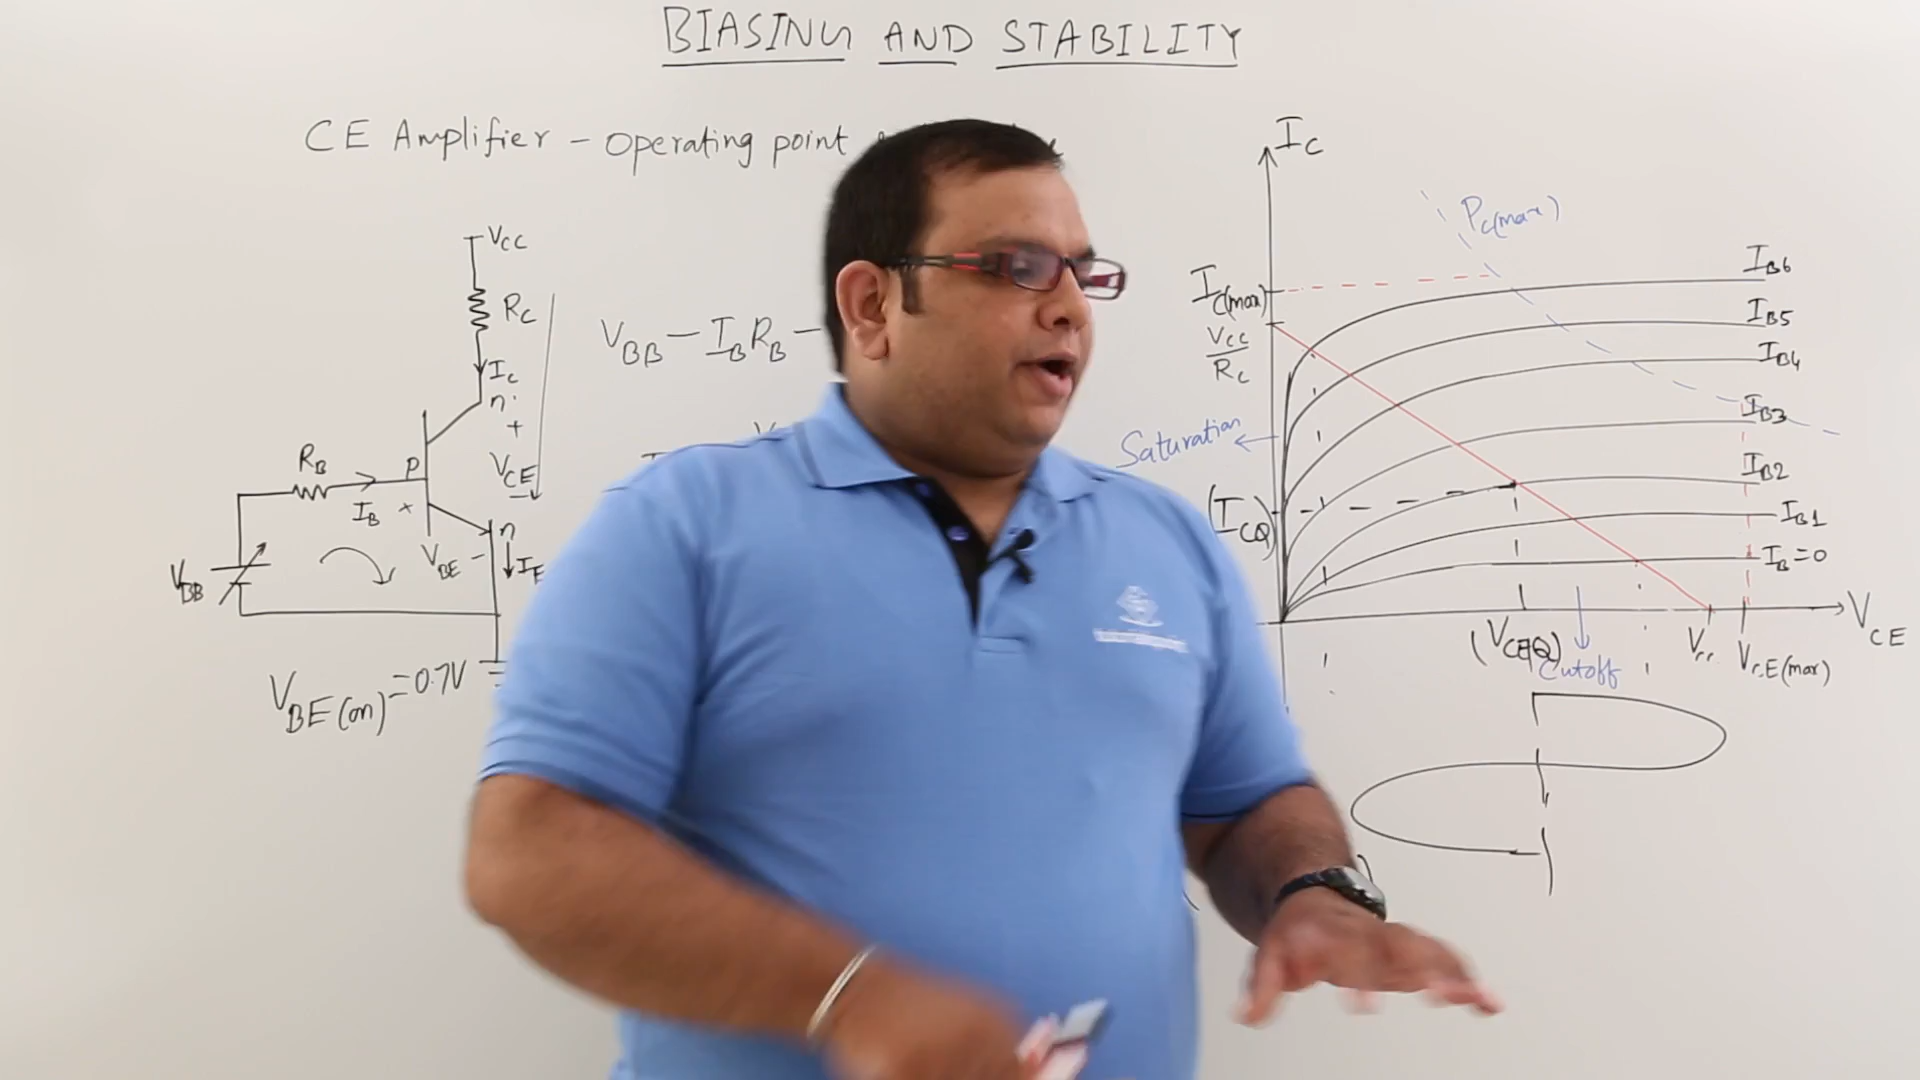 BIASING AND STABILITY
CE Amplifier - Operating point
VCC
RC
IC
n
+
VCE
-
RB
P
IB
+
VBE -
n
IE
VBB
VBE(on) = 0.7V
VBB - IBRB -
IC
PC(max)
IC(max)
VCC
RC
Saturation
(ICQ)
IB6
IB5
IB4
IB3
IB2
IB1
IB=0
VCE
(VCEQ)
Cutoff
VCC
VCE(max)